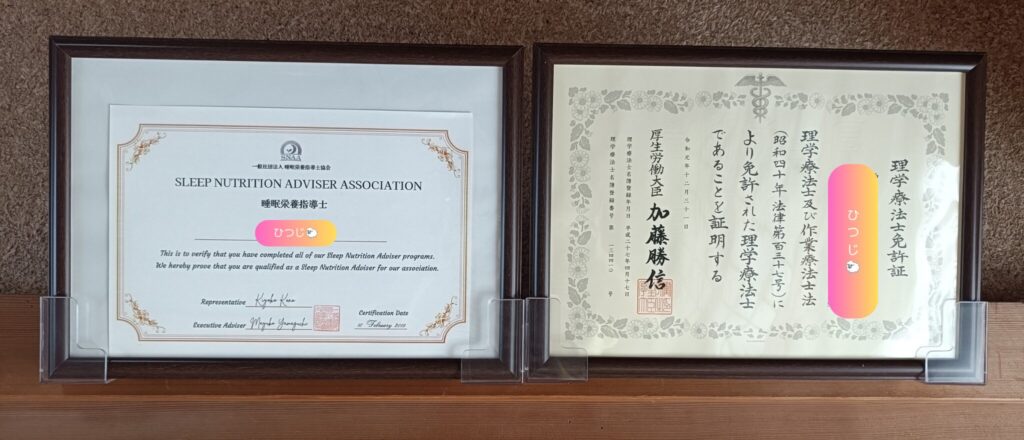 SNAA
一般社団法人 睡眠栄養指導士協会
SLEEP NUTRITION ADVISER ASSOCIATION
睡眠栄養指導士
ひつじ
This is to verify that you have completed all of our Sleep Nutrition Adviser programs.
We hereby prove that you are qualified as a Sleep Nutrition Adviser for our association.
Representative
Executive Adviser
Certification Date
February
理学療法士免許証
ひつじ
理学療法士及び作業療法士法
(昭和四十年法律第百三十七号)に
より免許された理学療法士
であることを証明する
令和元年十二月三十一日
厚生労働大臣 加藤勝信
理学療法士名簿登録年月日 平成二十七年四月十七日
理学療法士名簿登録番号 第 一三四四一〇 号